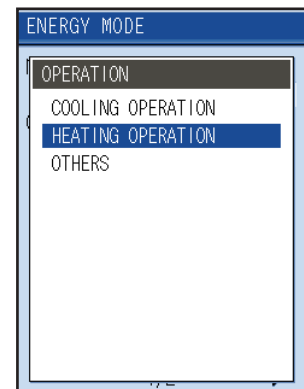 ENERGY MODE
OPERATION
COOLING OPERATION
HEATING OPERATION
OTHERS